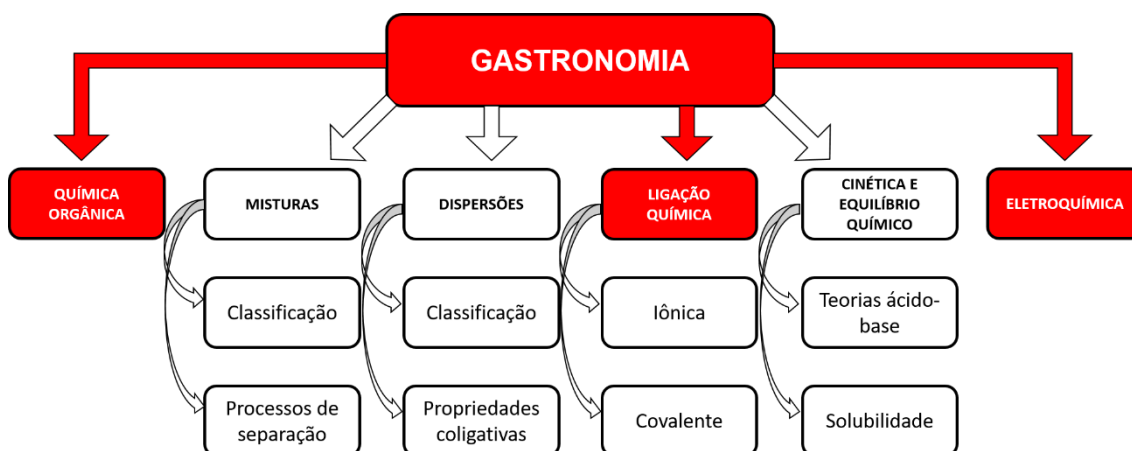 GASTRONOMIA
QUÍMICA
ORGÂNICA
MISTURAS
DISPERSÕES
LIGAÇÃO
QUÍMICA
CINÉTICA E
EQUILÍBRIO
QUÍMICO
ELETROQUÍMICA
Classificação
Classificação
Iônica
Teorias ácido-
base
Processos de
separação
Propriedades
coligativas
Covalente
Solubilidade